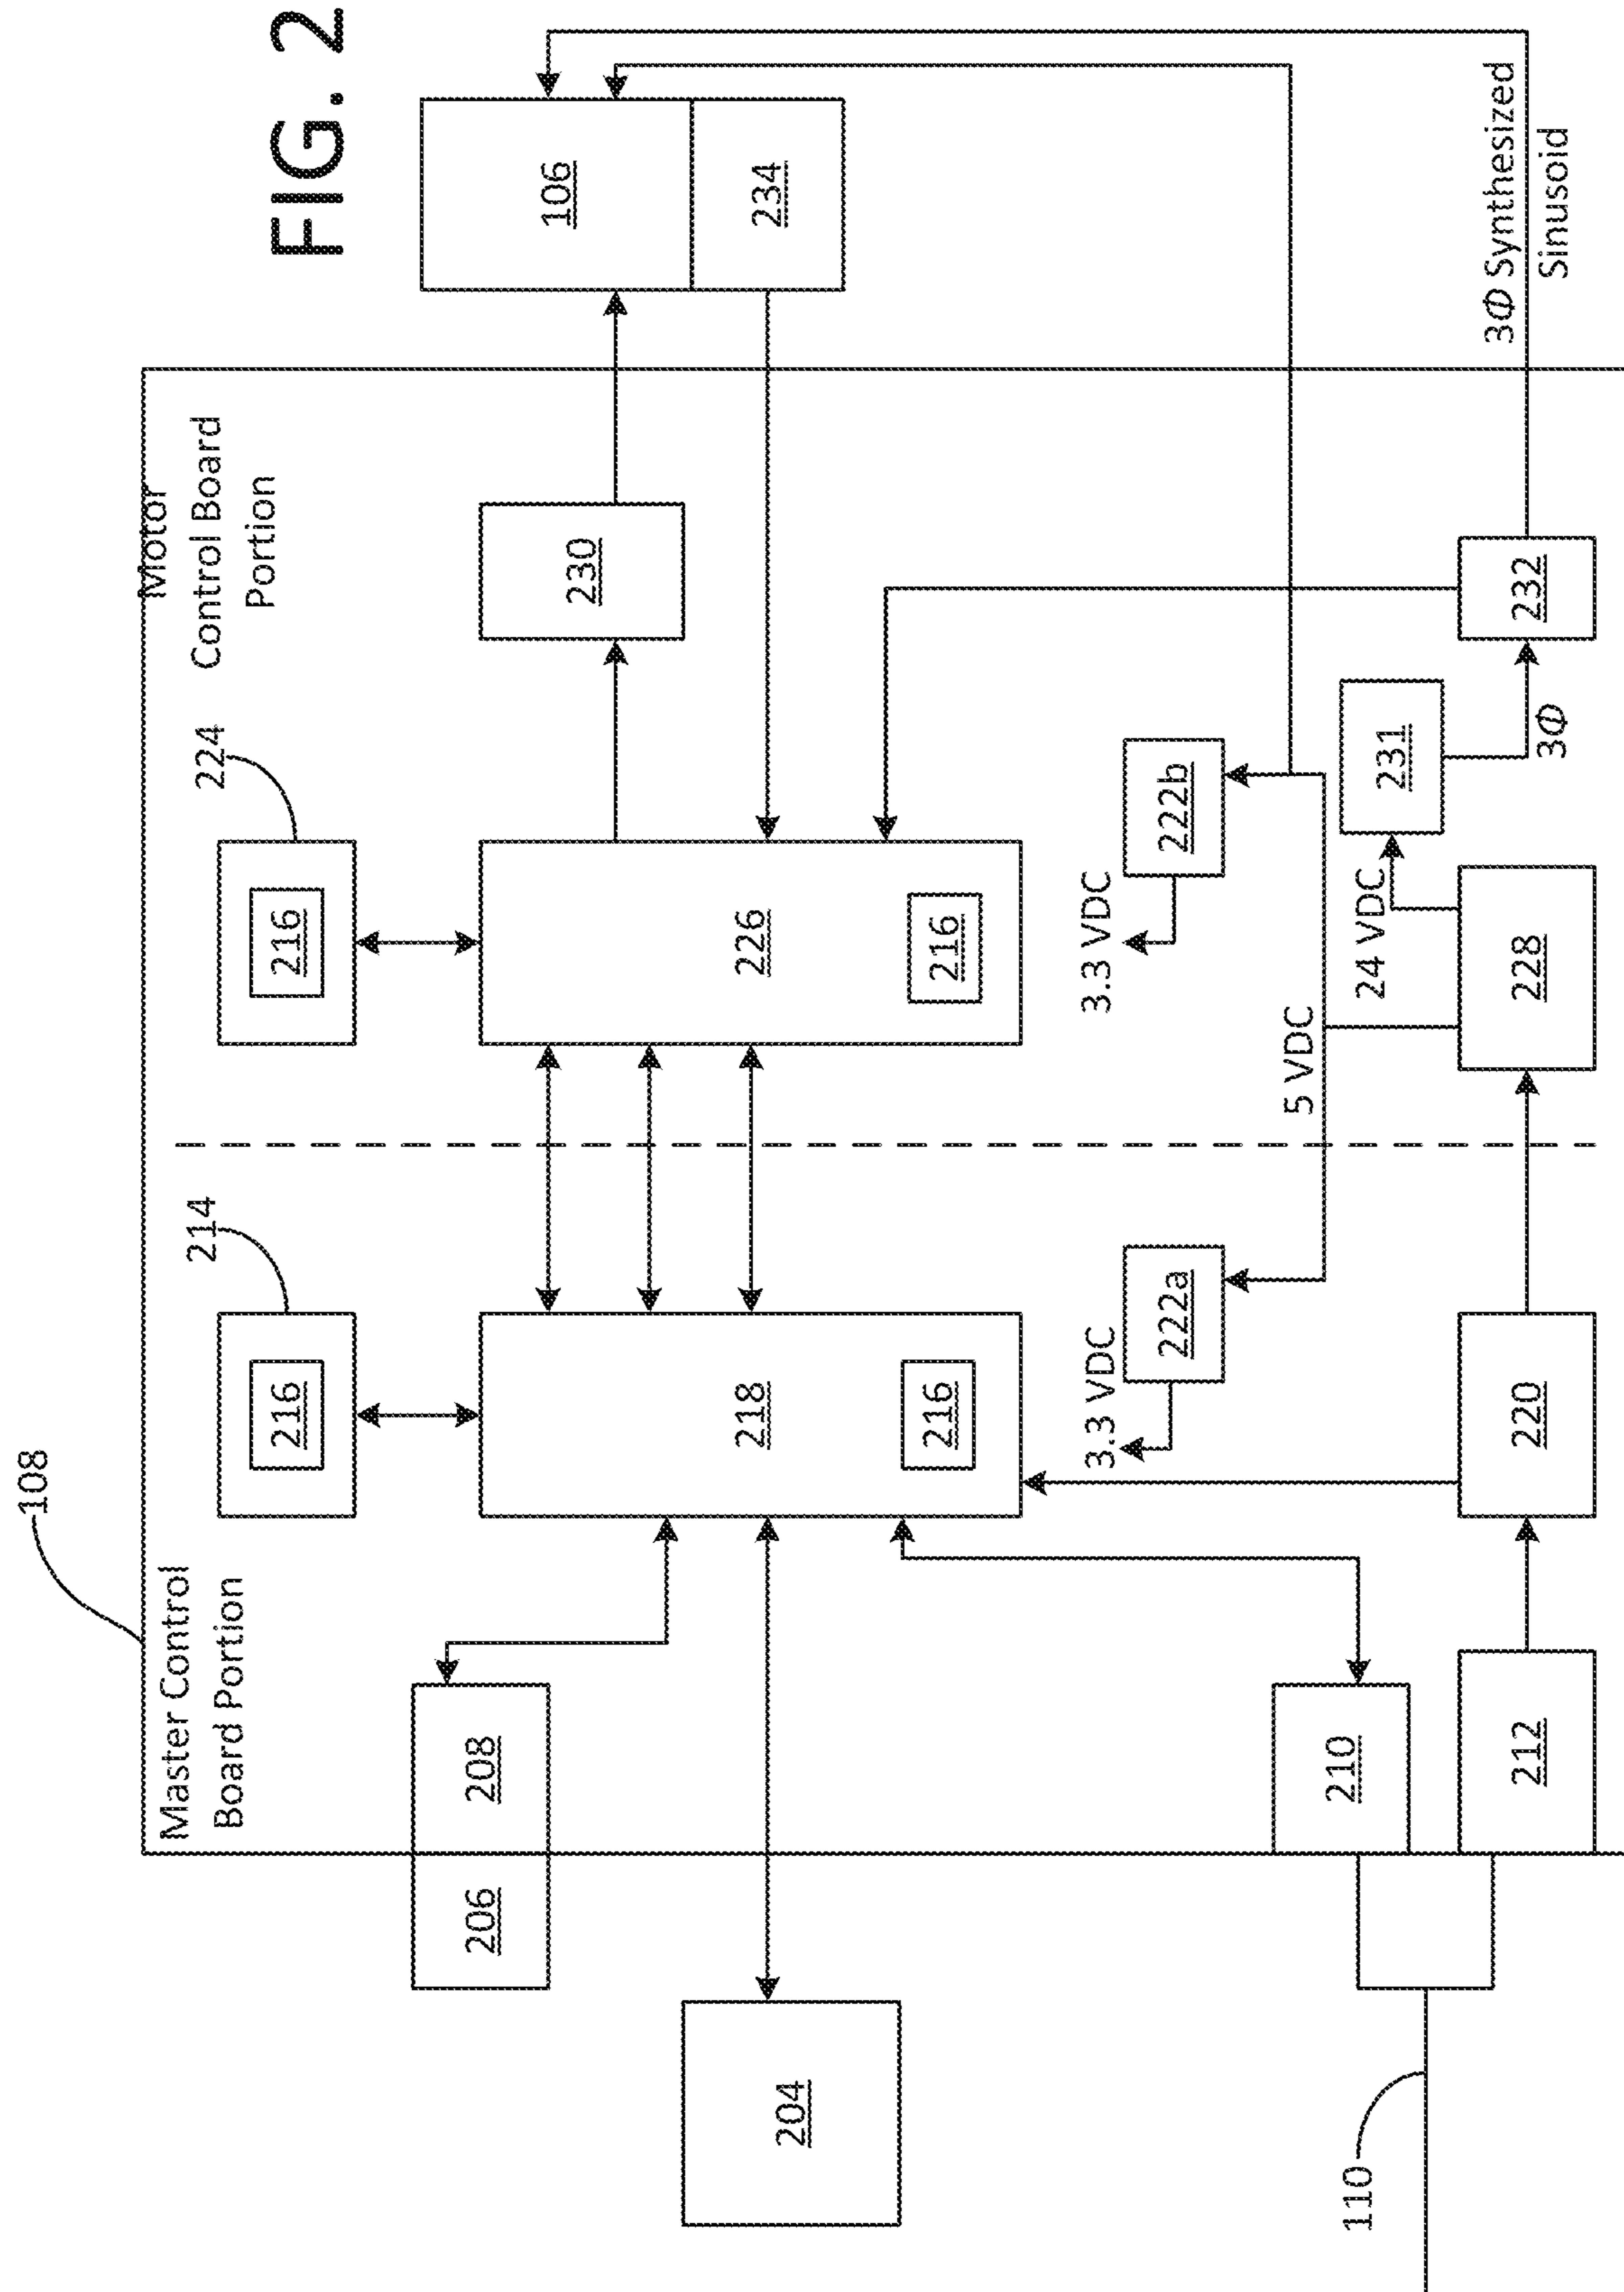 FIG. 2
108
Master Control
Board Portion
Motor
Control Board
Portion
214
224
216
216
206
208
218
226
230
106
234
204
216
216
3.3 VDC
3.3 VDC
222a
222b
5 VDC
210
24 VDC
231
110
212
220
228
3Φ
232
3Φ Synthesized
Sinusoid